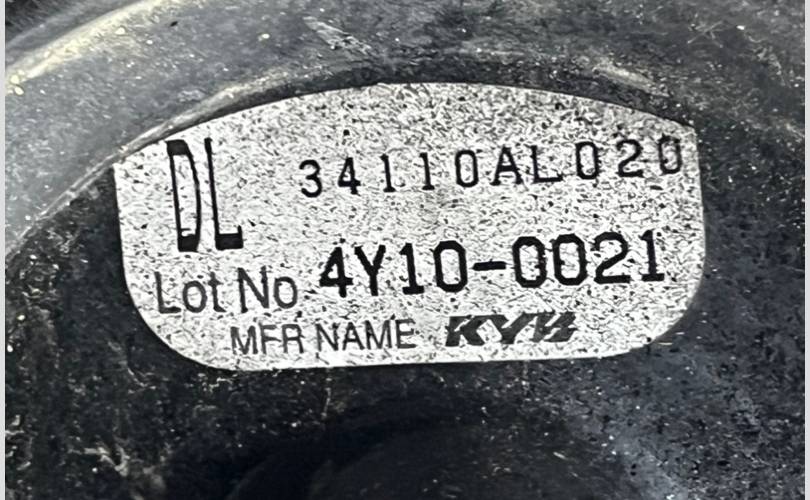 DL 34110AL020
Lot No 4Y10-0021
MFR NAME KYB